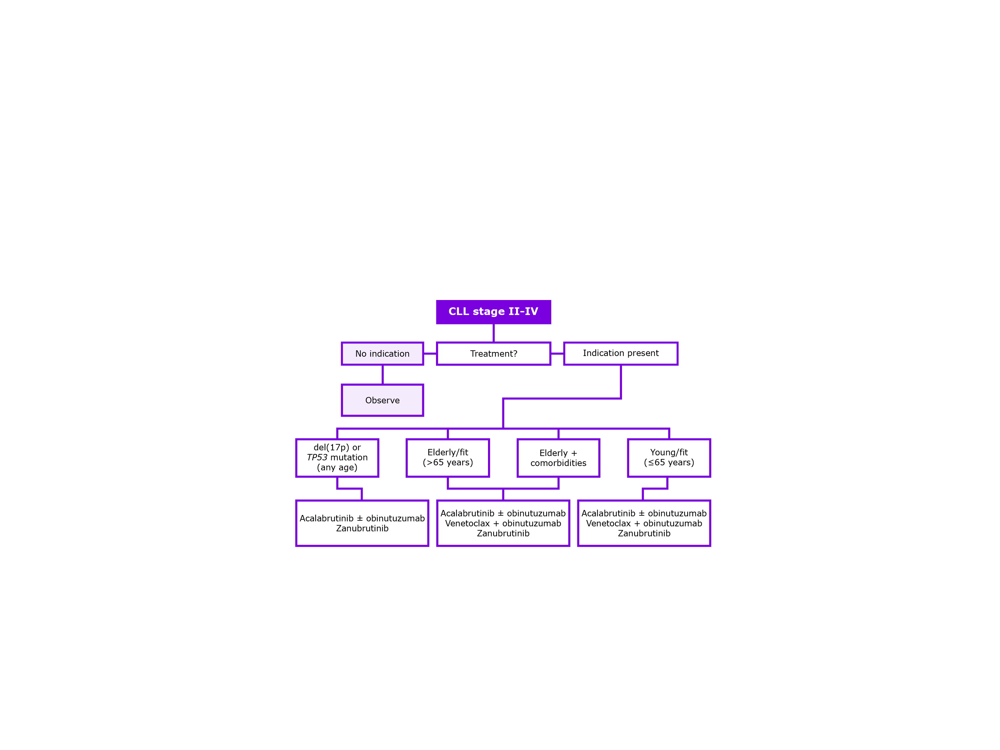 CLL stage II–IV
No indication
Treatment?
Indication present
Observe
del(17p) or
TP53 mutation
(any age)
Elderly/fit
(>65 years)
Elderly +
comorbidities
Young/fit
(≤65 years)
Acalabrutinib ± obinutuzumab
Zanubrutinib
Acalabrutinib ± obinutuzumab
Venetoclax + obinutuzumab
Zanubrutinib
Acalabrutinib ± obinutuzumab
Venetoclax + obinutuzumab
Zanubrutinib